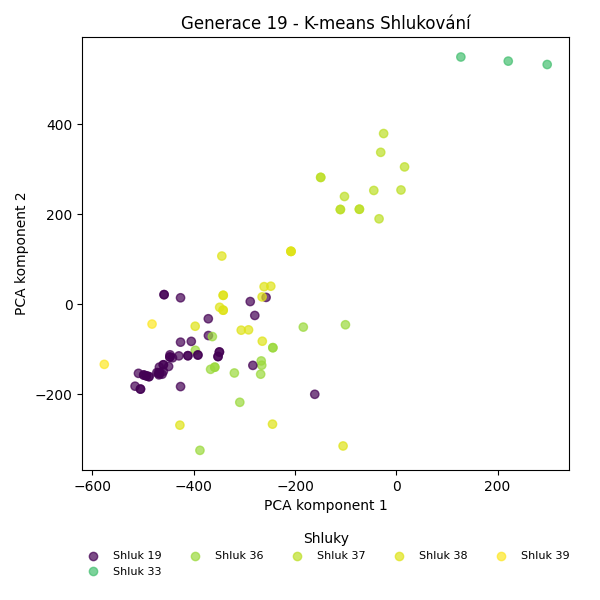 Generace 19 - K-means Shlukování
PCA komponent 2
400
200
0
−200
−600
−400
−200
0
200
PCA komponent 1
Shluky
Shluk 19
Shluk 36
Shluk 37
Shluk 38
Shluk 39
Shluk 33